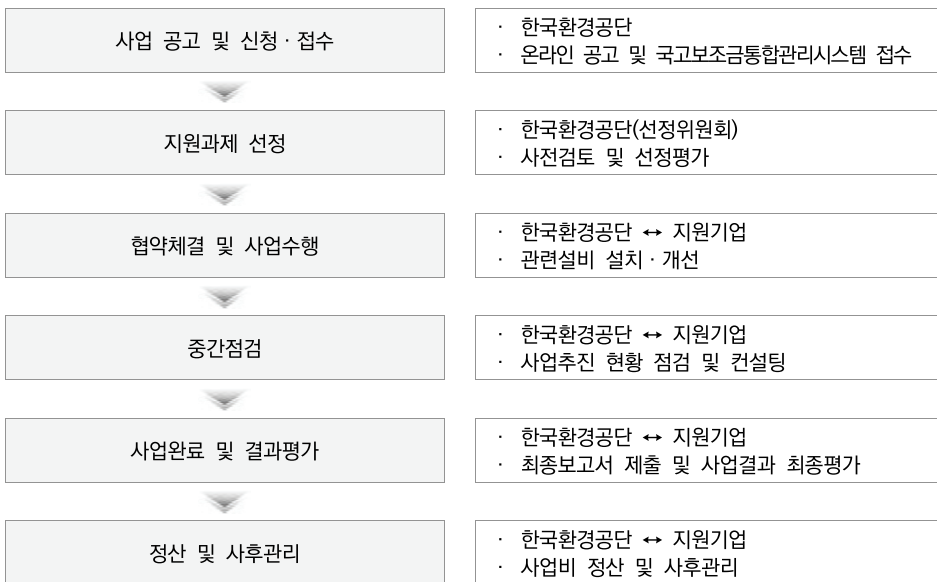 사업 공고 및 신청 · 접수
· 한국환경공단
· 온라인 공고 및 국고보조금통합관리시스템 접수
지원과제 선정
· 한국환경공단(선정위원회)
· 사전검토 및 선정평가
협약체결 및 사업수행
· 한국환경공단 ↔ 지원기업
· 관련설비 설치 · 개선
중간점검
· 한국환경공단 ↔ 지원기업
· 사업추진 현황 점검 및 컨설팅
사업완료 및 결과평가
· 한국환경공단 ↔ 지원기업
· 최종보고서 제출 및 사업결과 최종평가
정산 및 사후관리
· 한국환경공단 ↔ 지원기업
· 사업비 정산 및 사후관리